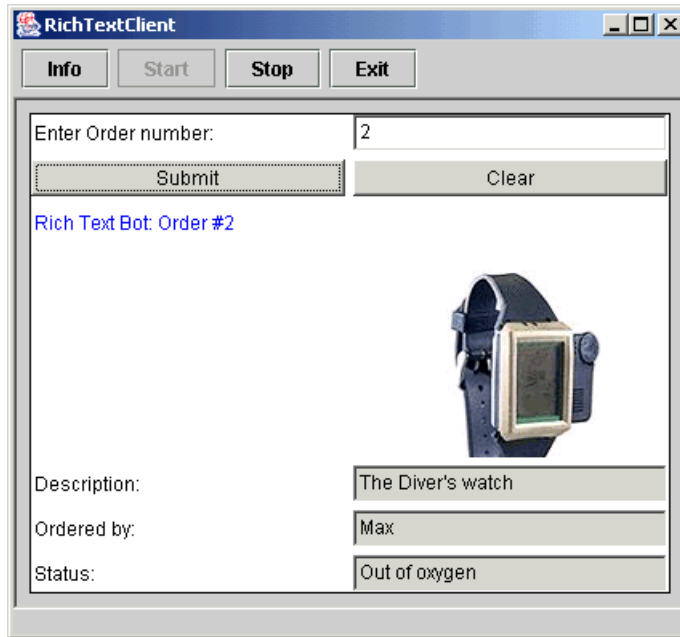 RichTextClient
Info Start Stop Exit
Enter Order number: 2
Submit Clear
Rich Text Bot: Order #2
Description: The Diver's watch
Ordered by: Max
Status: Out of oxygen